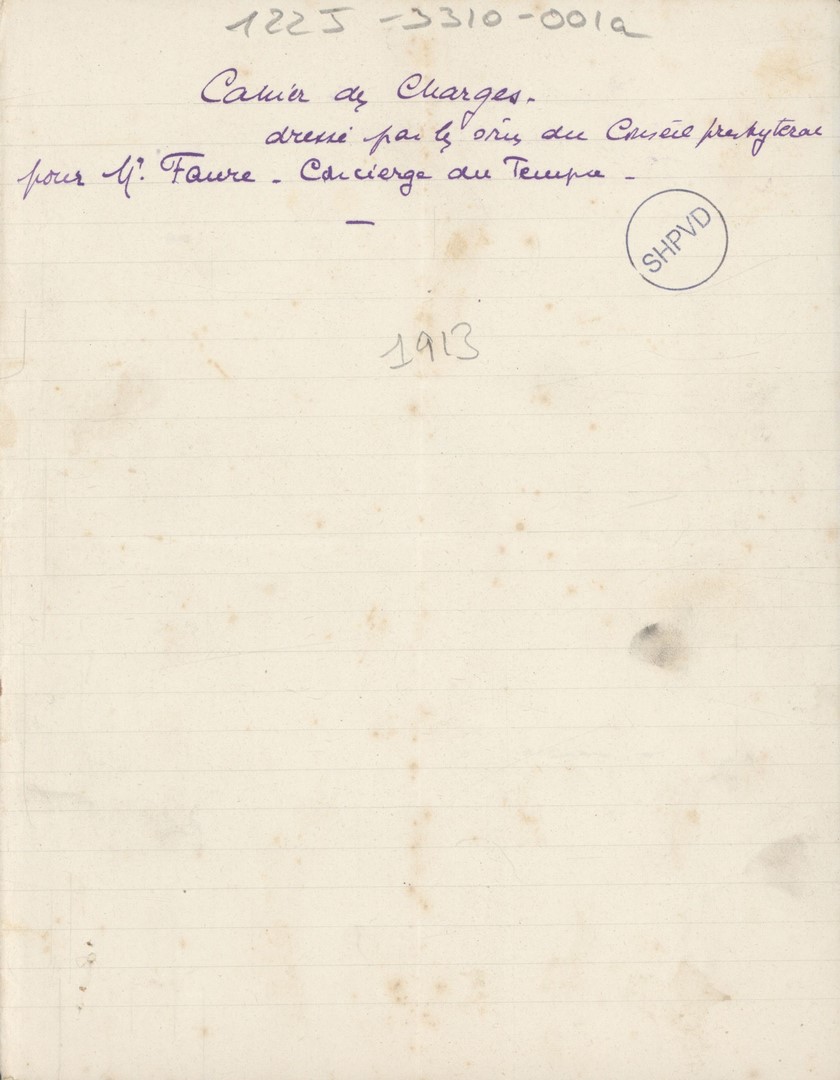 122J-3310-001a
Cahier des Charges.
dressé par les soins du Conseil presbyteral
pour Mr. Faure - Concierge du Temple -
SHPVD
1913